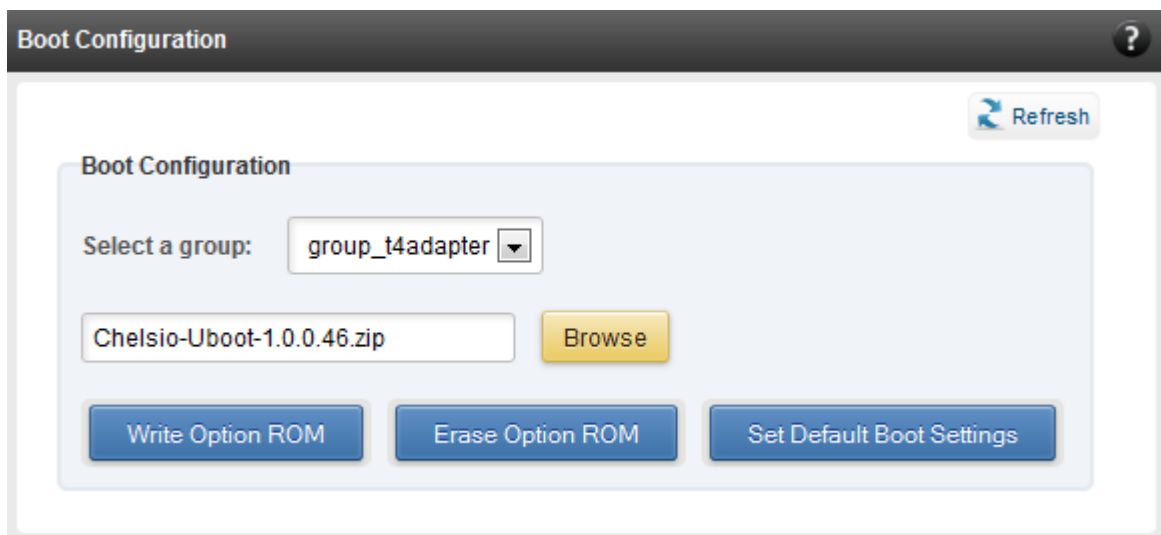 Boot Configuration ?
Refresh
Boot Configuration
Select a group: group_t4adapter
Chelsio-Uboot-1.0.0.46.zip Browse
Write Option ROM Erase Option ROM Set Default Boot Settings